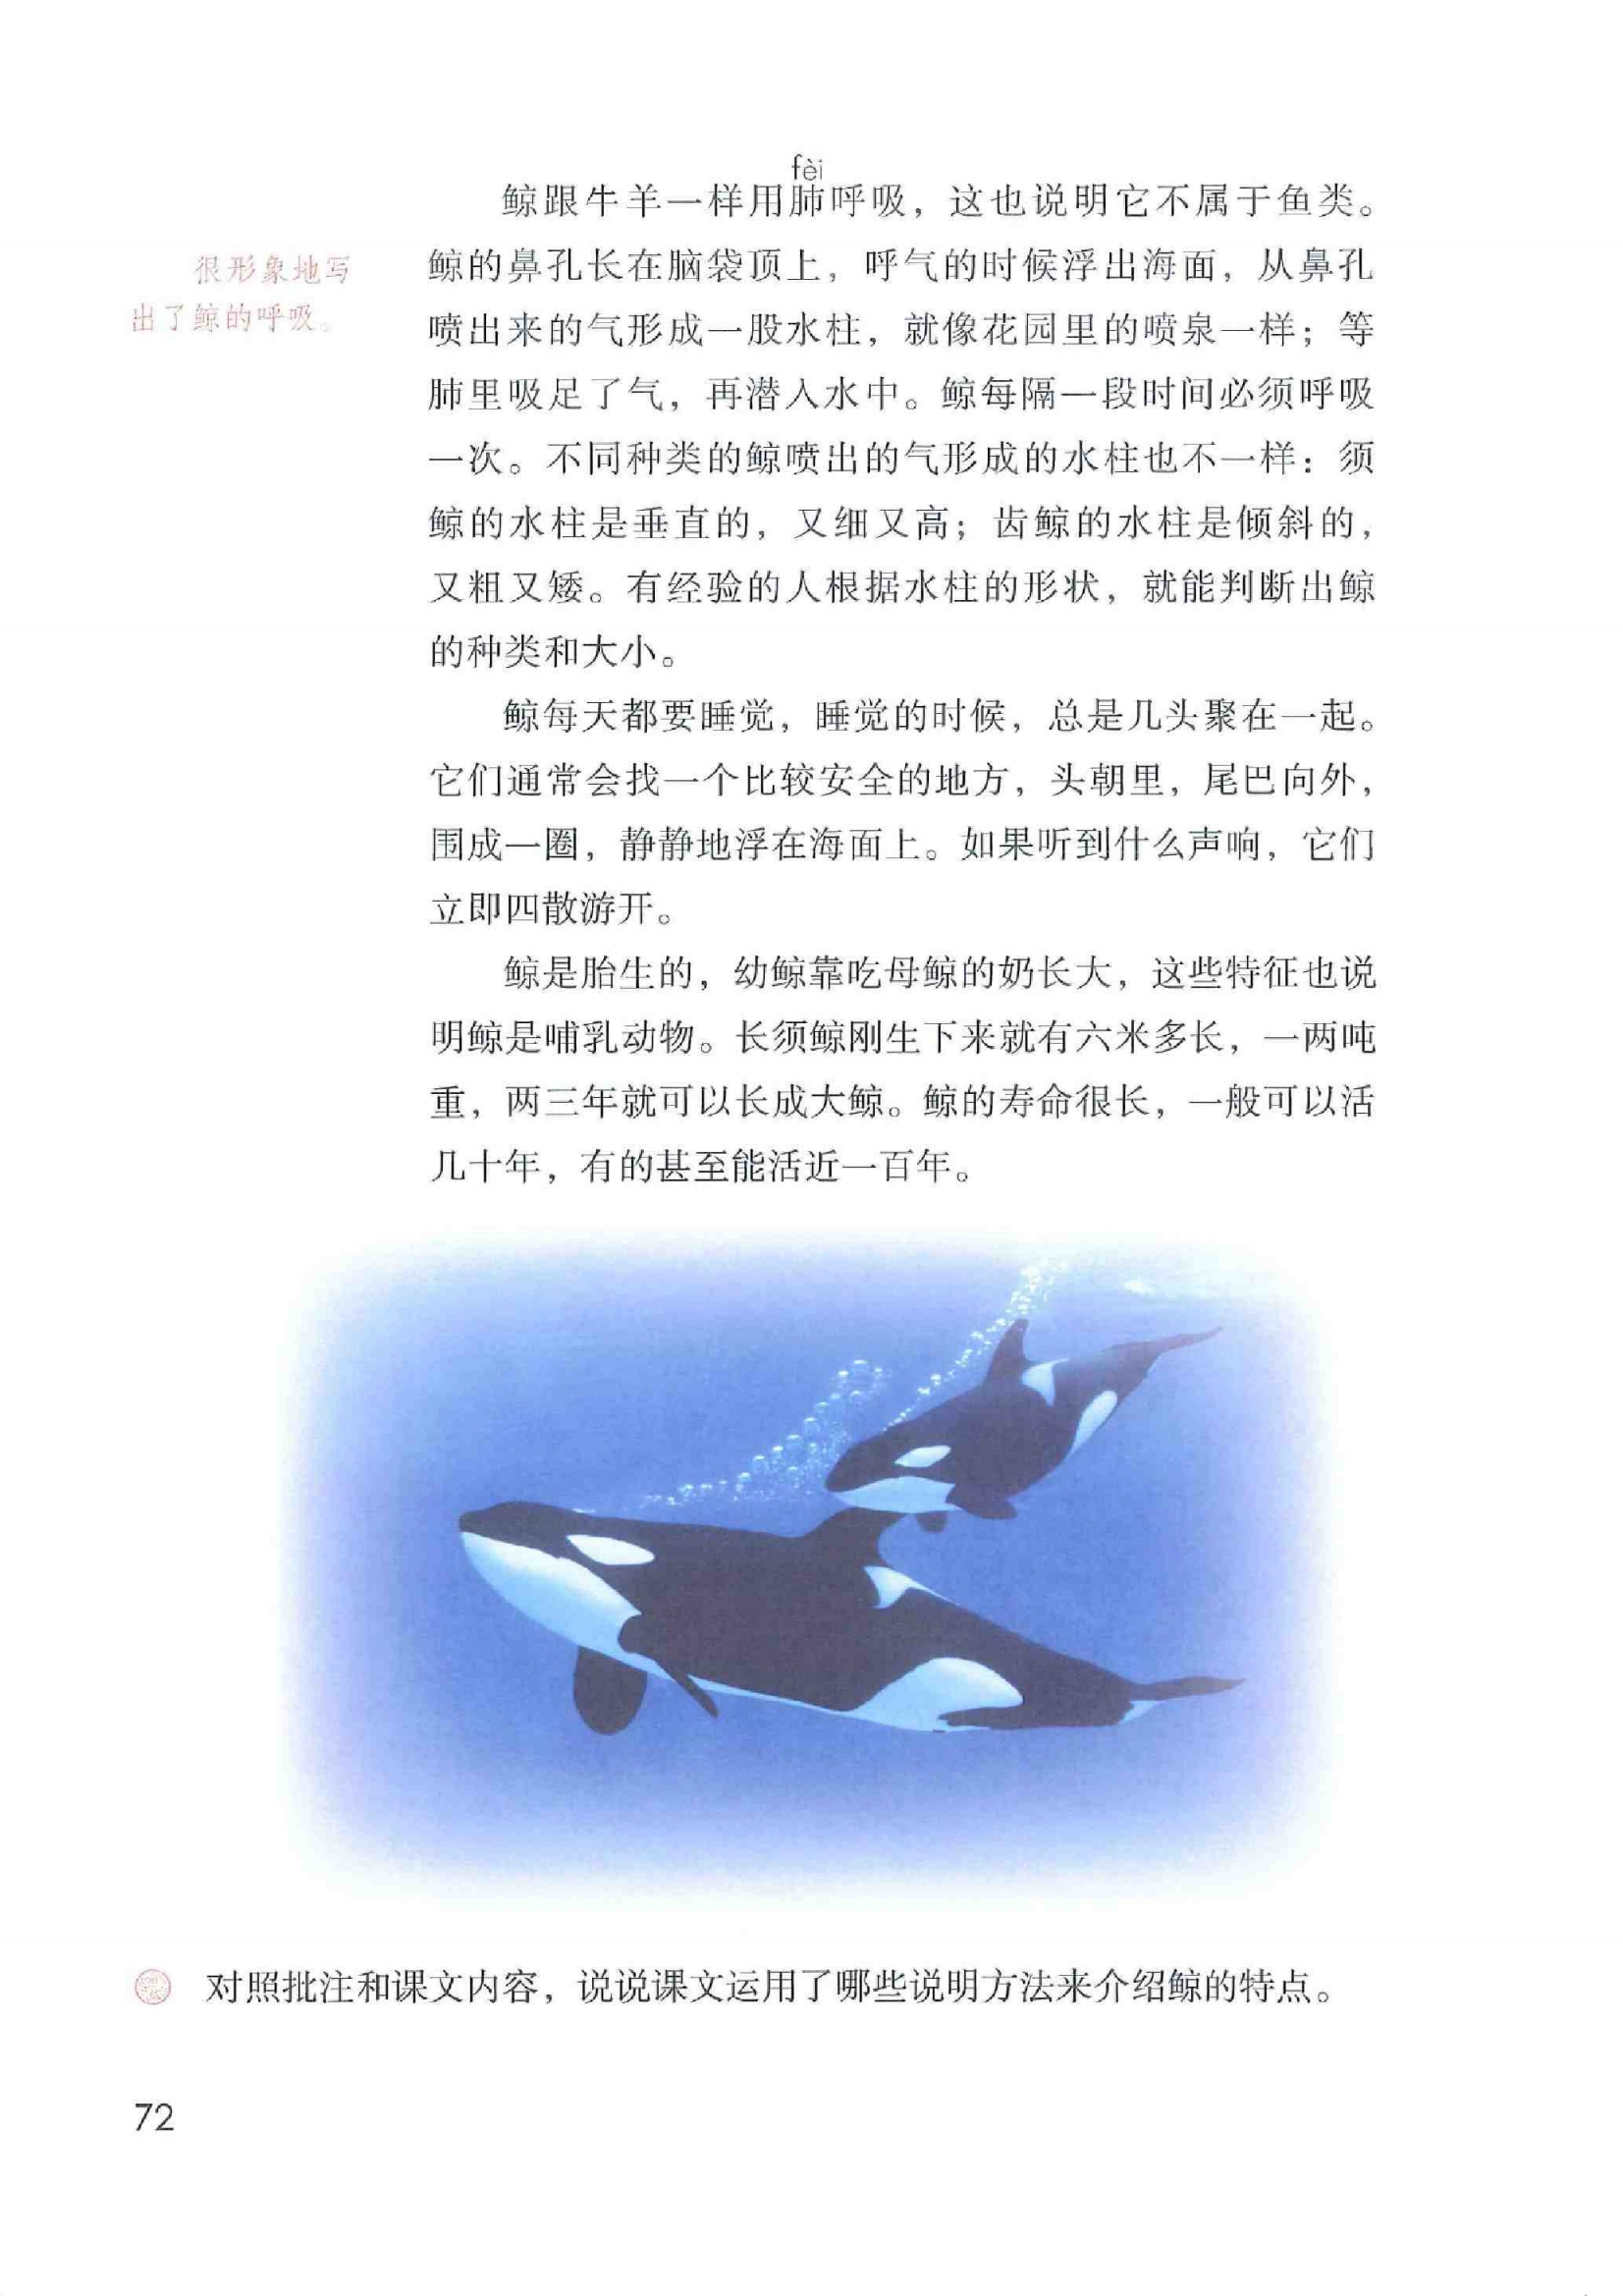 fèi
鲸跟牛羊一样用肺呼吸，这也说明它不属于鱼类。
鲸的鼻孔长在脑袋顶上，呼气的时候浮出海面，从鼻孔
喷出来的气形成一股水柱，就像花园里的喷泉一样；等
肺里吸足了气，再潜入水中。鲸每隔一段时间必须呼吸
一次。不同种类的鲸喷出的气形成的水柱也不一样：须
鲸的水柱是垂直的，又细又高；齿鲸的水柱是倾斜的，
又粗又矮。有经验的人根据水柱的形状，就能判断出鲸
的种类和大小。
很形象地写
出了鲸的呼吸。
鲸每天都要睡觉，睡觉的时候，总是几头聚在一起。
它们通常会找一个比较安全的地方，头朝里，尾巴向外，
围成一圈，静静地浮在海面上。如果听到什么声响，它们
立即四散游开。
鲸是胎生的，幼鲸靠吃母鲸的奶长大，这些特征也说
明鲸是哺乳动物。长须鲸刚生下来就有六米多长，一两吨
重，两三年就可以长成大鲸。鲸的寿命很长，一般可以活
几十年，有的甚至能活近一百年。
对照批注和课文内容，说说课文运用了哪些说明方法来介绍鲸的特点。
72